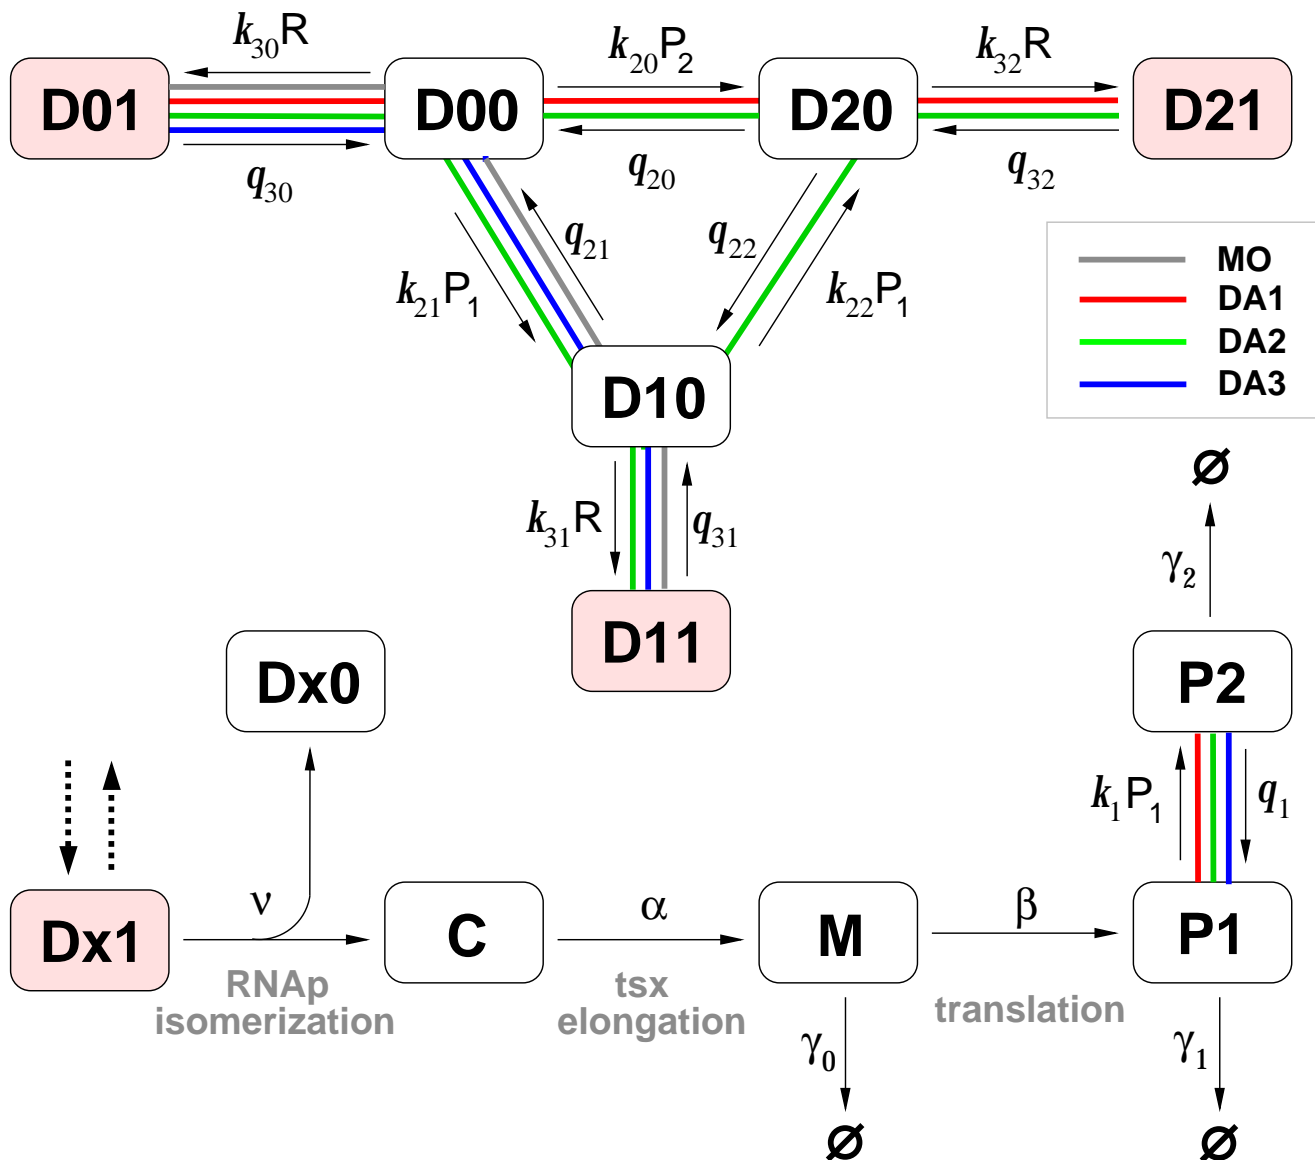 k30R
k20P2
k32R
D01
D00
D20
D21
q30
q20
q32
q21
q22
k21P1
k22P1
MO
DA1
DA2
DA3
D10
k31R
q31
D11
Ø
γ2
Dx0
P2
k1P1
q1
Dx1
ν
C
α
M
β
P1
RNAp
isomerization
tsx
elongation
translation
γ0
γ1
Ø
Ø